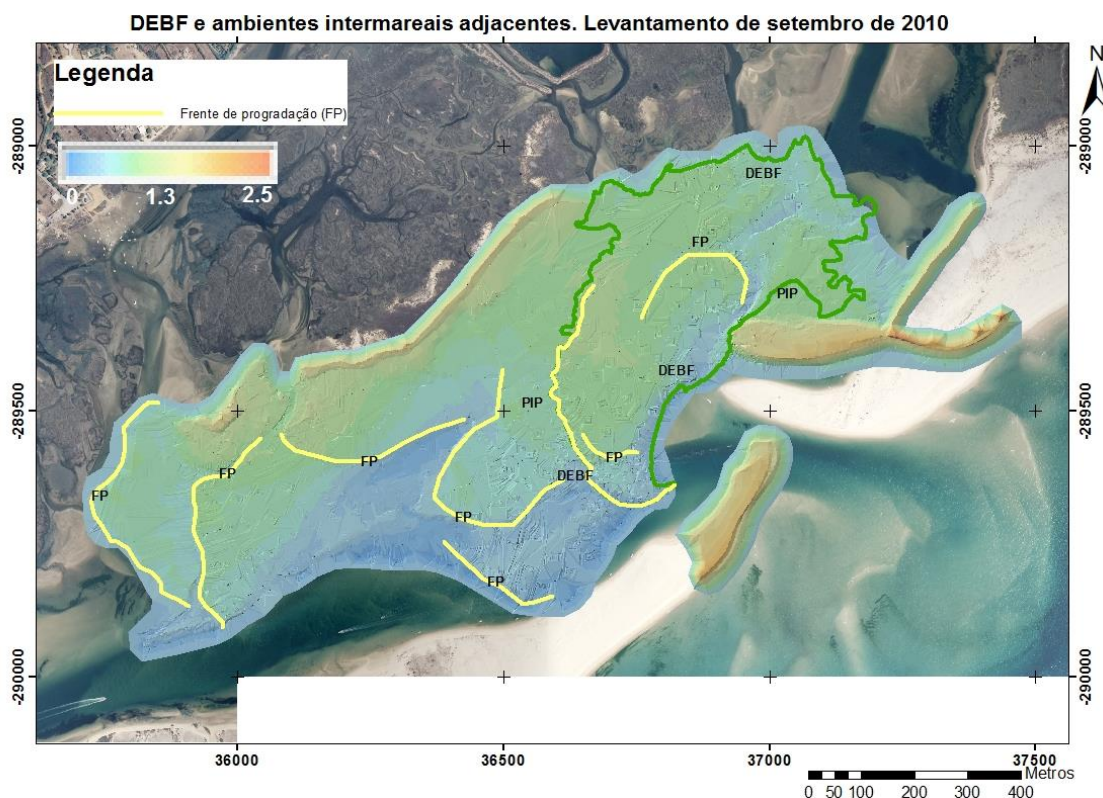 DEBF e ambientes intermareais adjacentes. Levantamento de setembro de 2010
Legenda
Frente de progradação (FP)
0 1.3 2.5
N
-289000
-289500
-290000
-289000
-289500
-290000
DEBF
FP
PIP
DEBF
PIP
FP
FP
FP
DEBF
FP
FP
FP
36000 36500 37000 37500
Metros
0 50 100 200 300 400